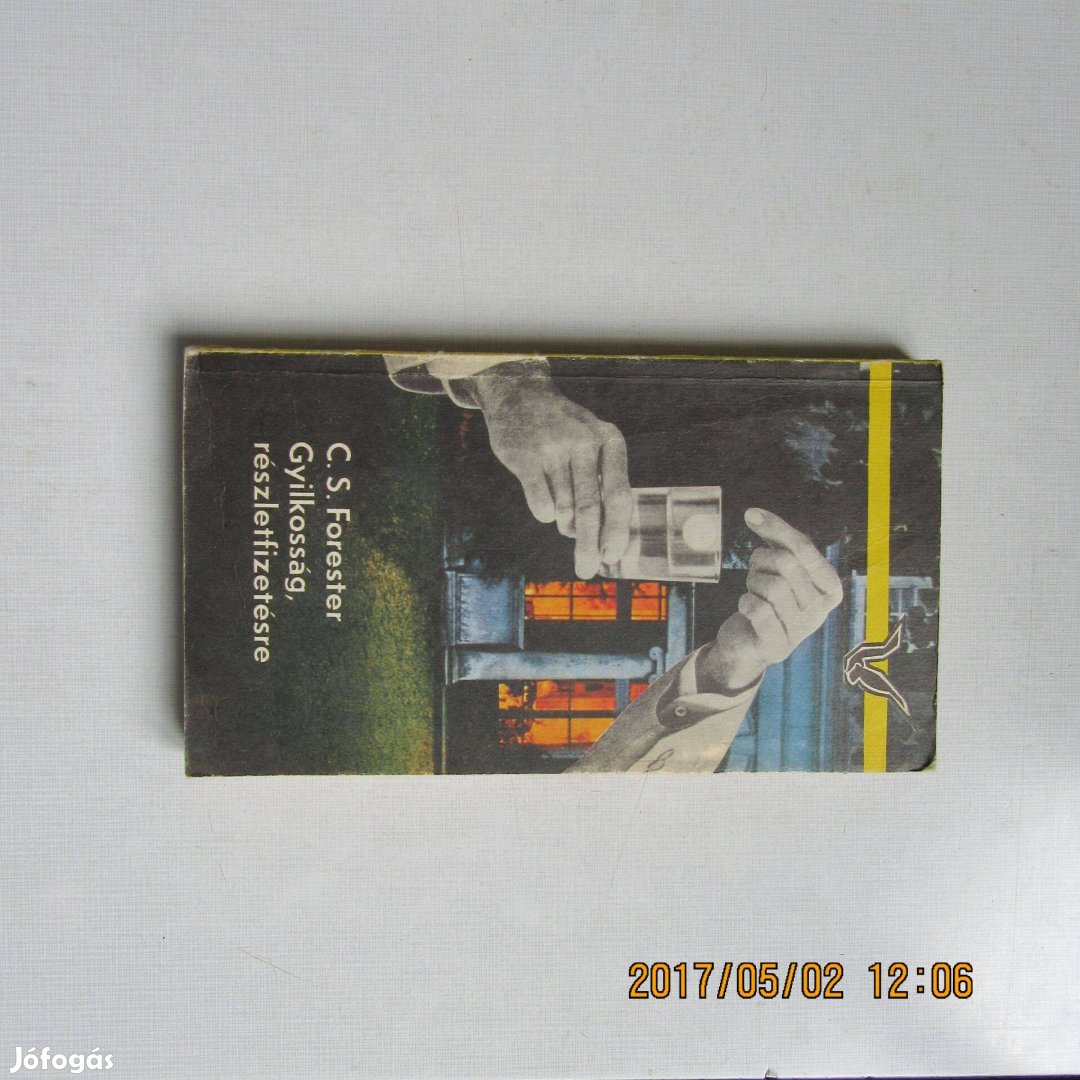 C. S. Forester
Gyilkosság,
részletfizetésre
2017/05/02 12:06
Jófogás